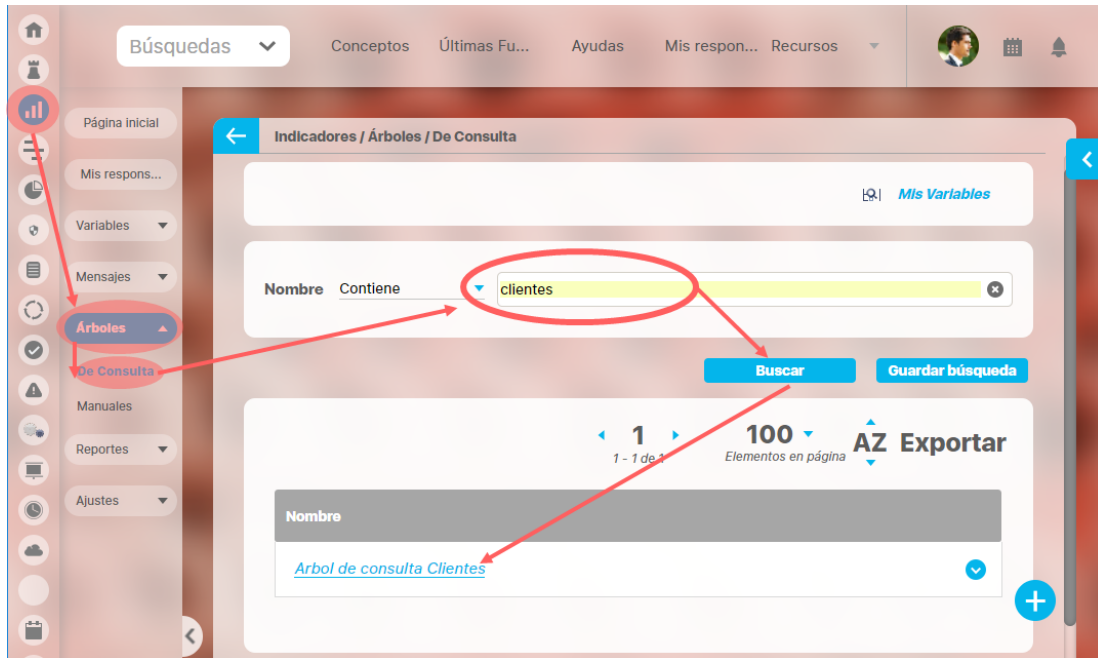 Búsquedas
Conceptos
Últimas Fu...
Ayudas
Mis respon...
Recursos
Página inicial
Mis respons...
Variables
Mensajes
Árboles
De Consulta
Manuales
Reportes
Ajustes
Indicadores / Árboles / De Consulta
Mis Variables
Nombre Contiene clientes
Buscar
Guardar búsqueda
1
1 - 1 de 1
100
Elementos en página
AZ
Exportar
Nombre
Arbol de consulta Clientes